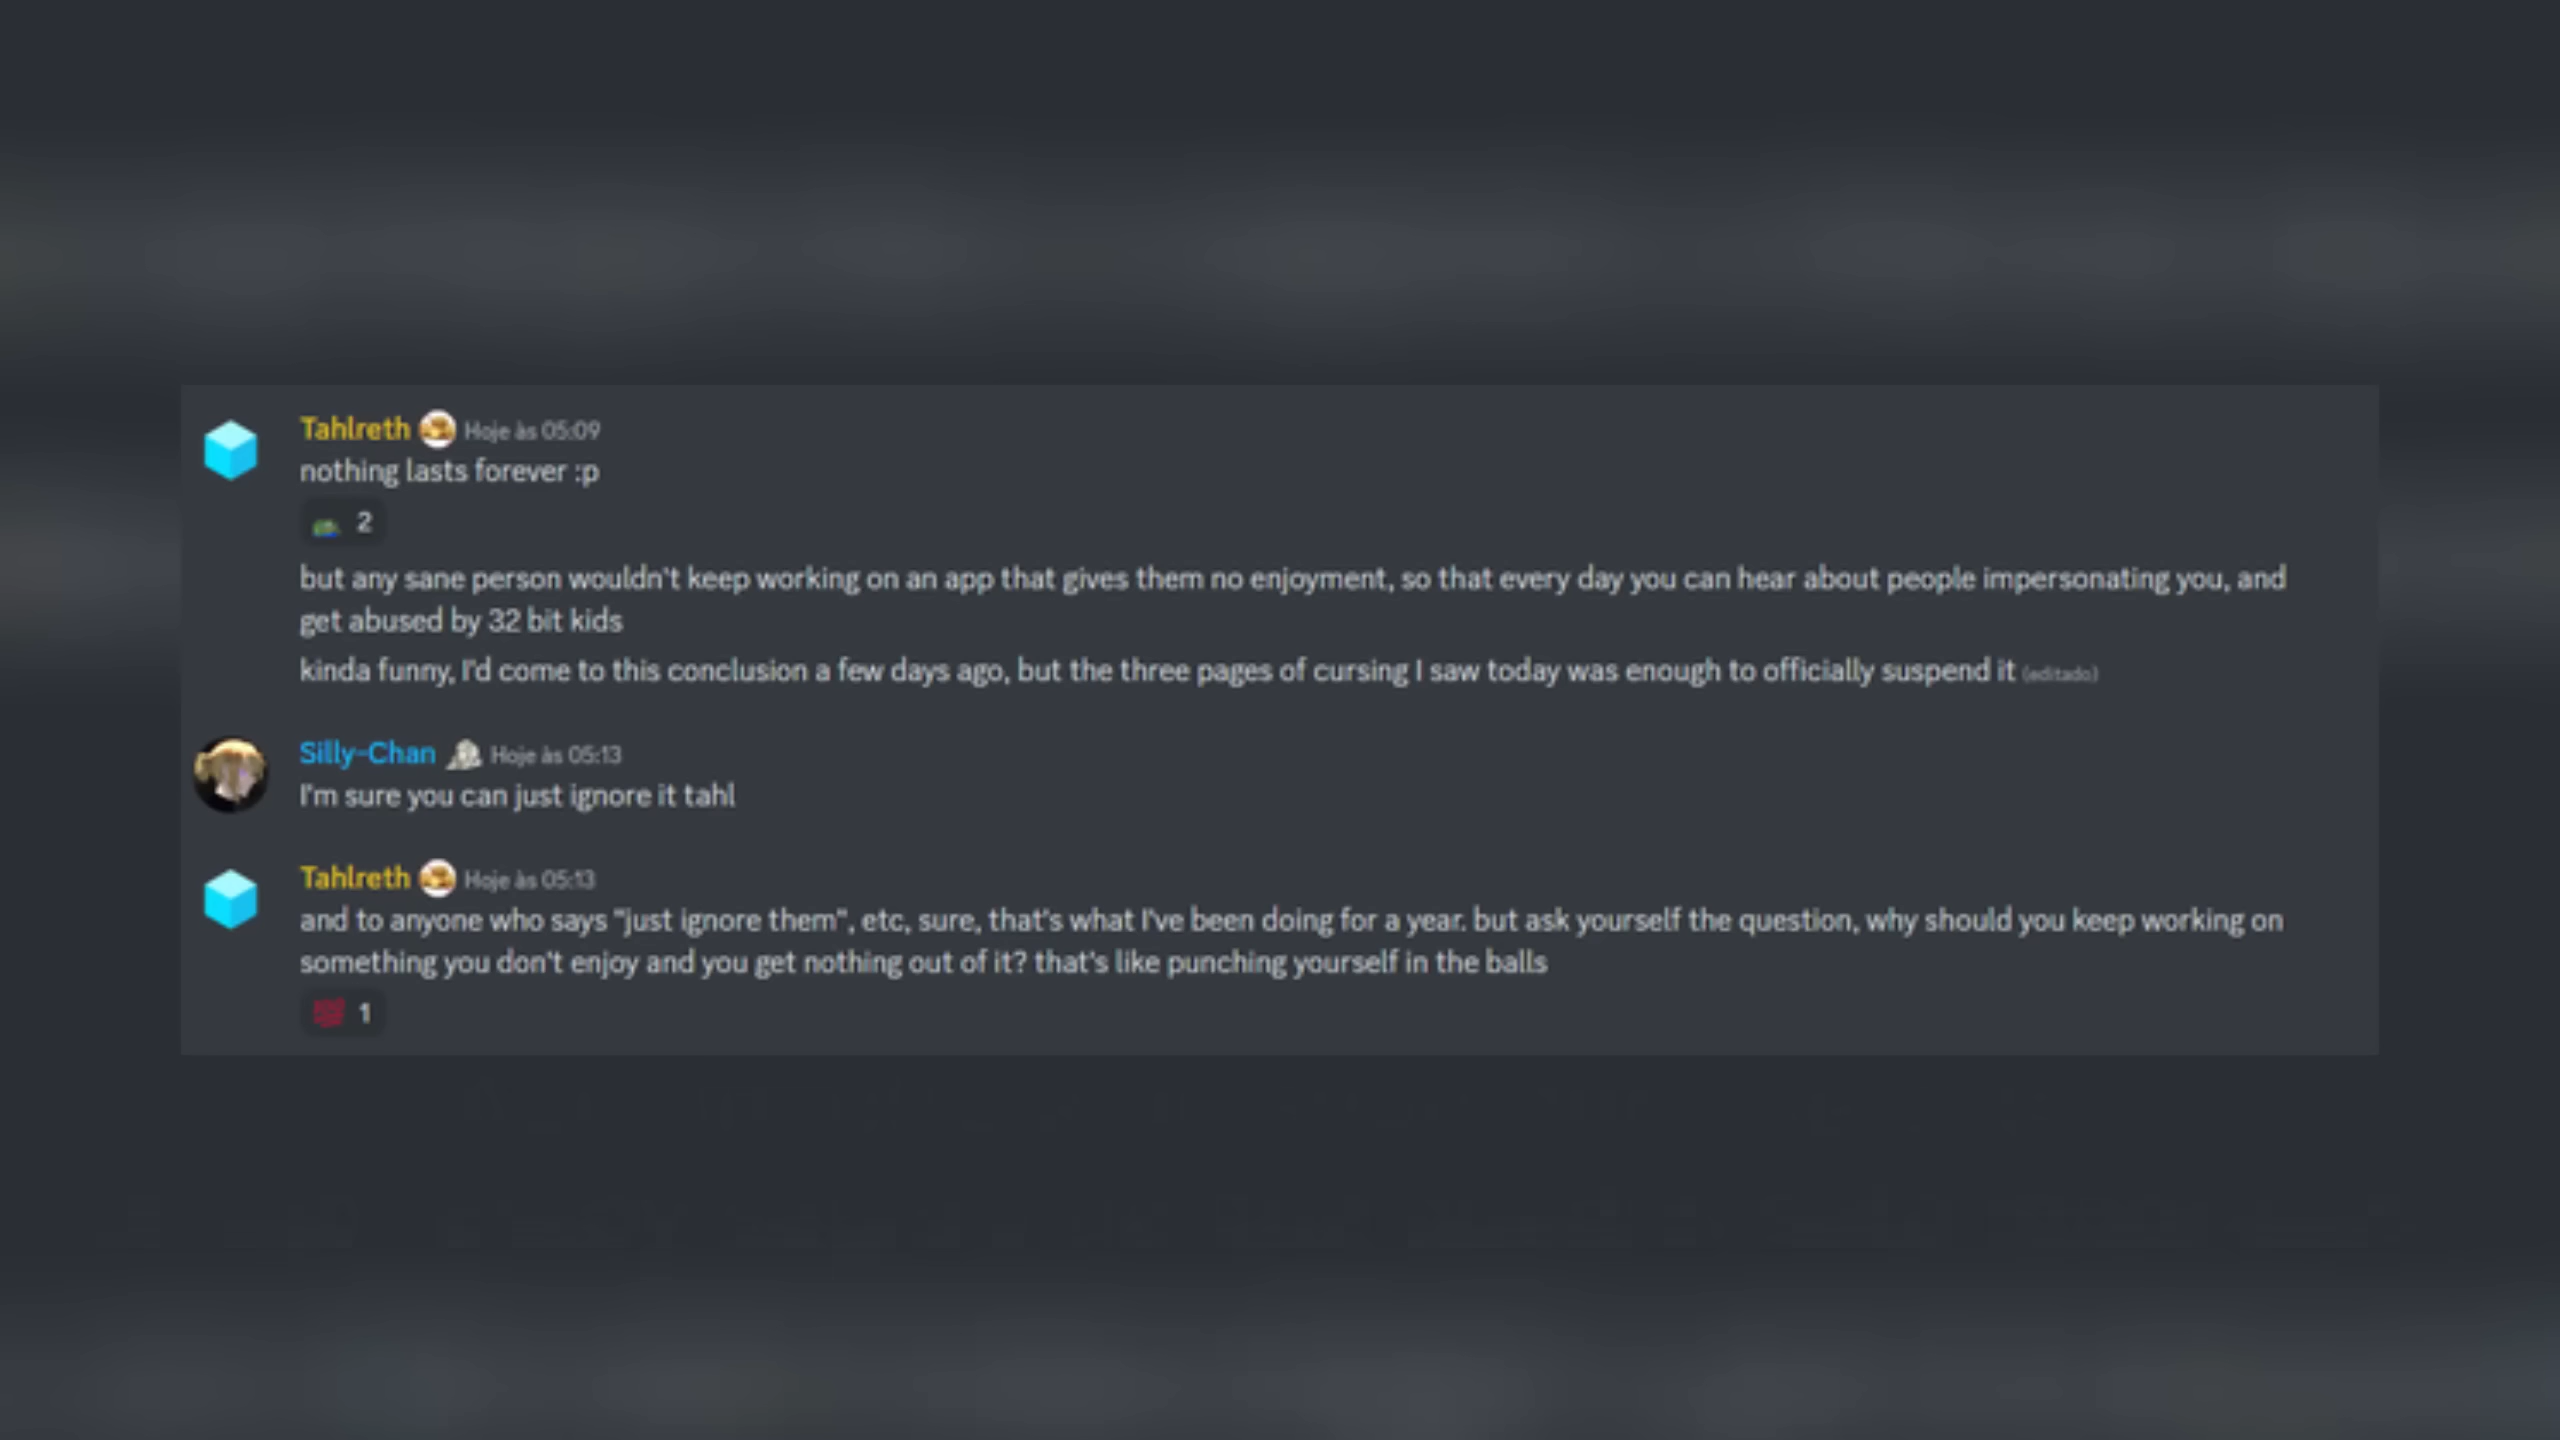 Tahlreth Hoje às 05:09
nothing lasts forever :p
2
but any sane person wouldn't keep working on an app that gives them no enjoyment, so that every day you can hear about people impersonating you, and
get abused by 32 bit kids
kinda funny, I'd come to this conclusion a few days ago, but the three pages of cursing I saw today was enough to officially suspend it (editado)
Silly-Chan Hoje às 05:13
I'm sure you can just ignore it tahl
Tahlreth Hoje às 05:13
and to anyone who says "just ignore them", etc, sure, that's what I've been doing for a year. but ask yourself the question, why should you keep working on
something you don't enjoy and you get nothing out of it? that's like punching yourself in the balls
1